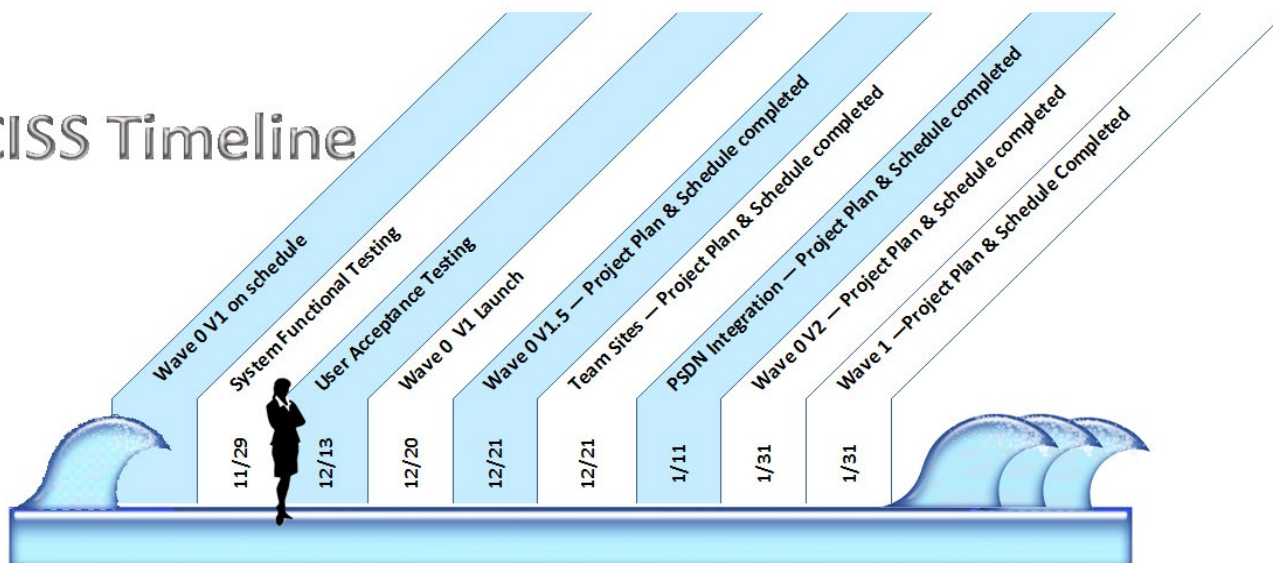 CISS Timeline
Wave 0 V1 on schedule
System Functional Testing
User Acceptance Testing
Wave 0 V1 Launch
Wave 0 V1.5 — Project Plan & Schedule completed
Team Sites — Project Plan & Schedule completed
PSDN Integration — Project Plan & Schedule completed
Wave 0 V2 — Project Plan & Schedule completed
Wave 1 —Project Plan & Schedule Completed
11/29
12/13
12/20
12/21
12/21
1/11
1/31
1/31